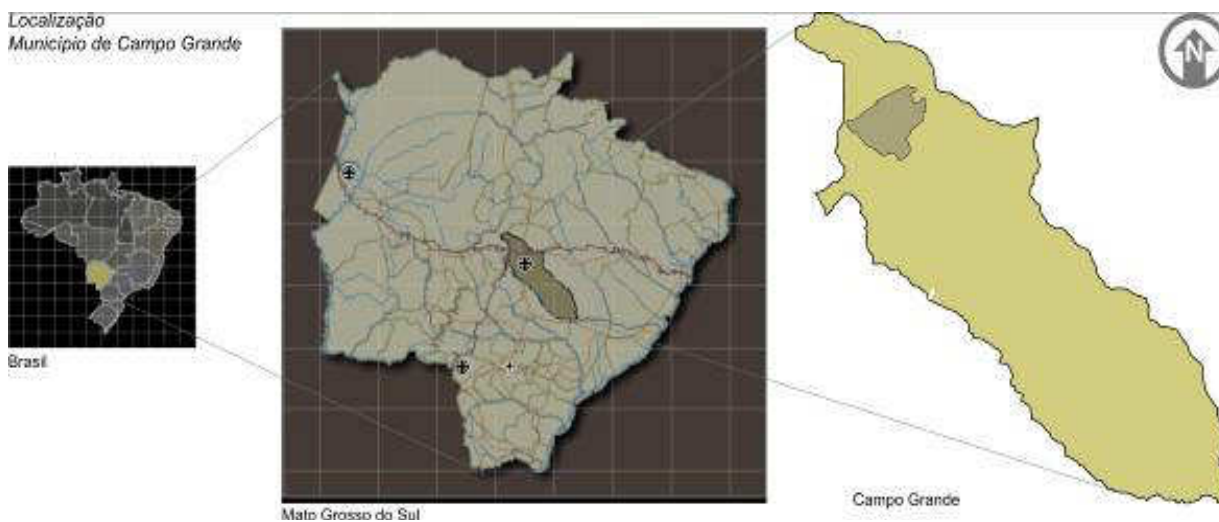 Localização
Município de Campo Grande
N
Brasil
Mato Grosso do Sul
Campo Grande